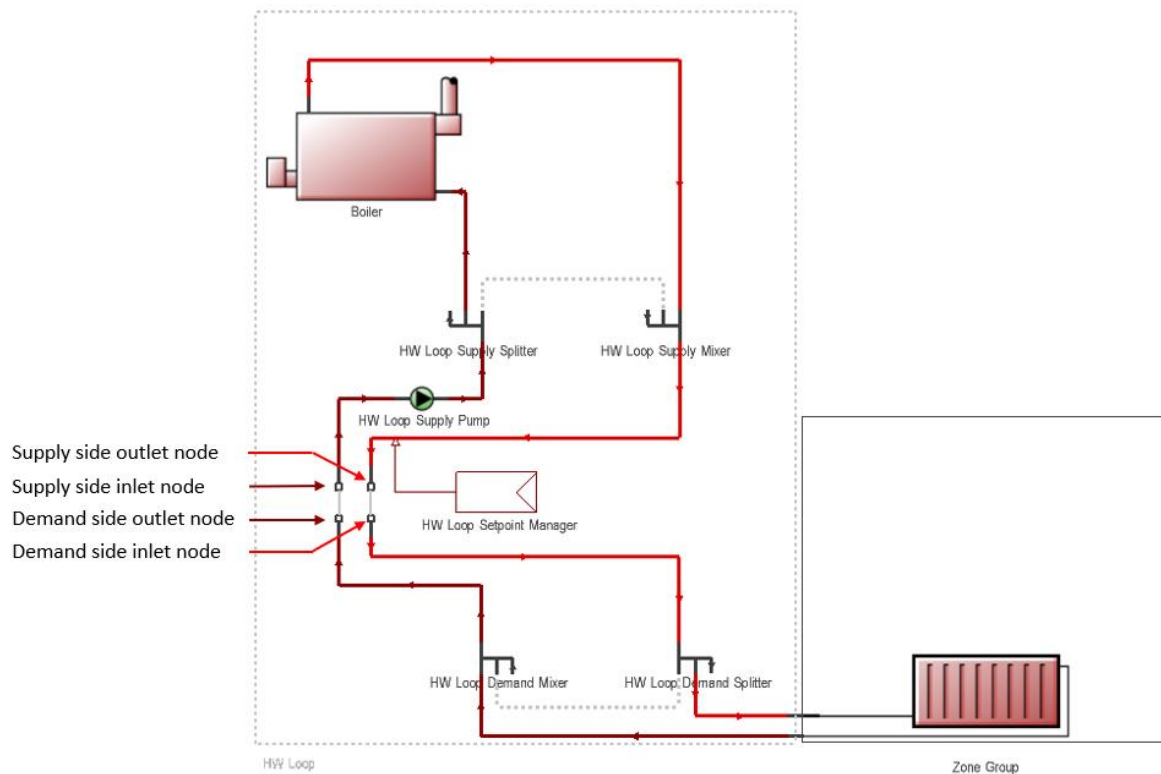 Boiler
HW Loop Supply Splitter
HW Loop Supply Mixer
HW Loop Supply Pump
Supply side outlet node
Supply side inlet node
Demand side outlet node
Demand side inlet node
HW Loop Setpoint Manager
HW Loop Demand Mixer
HW Loop Demand Splitter
HW Loop
Zone Group